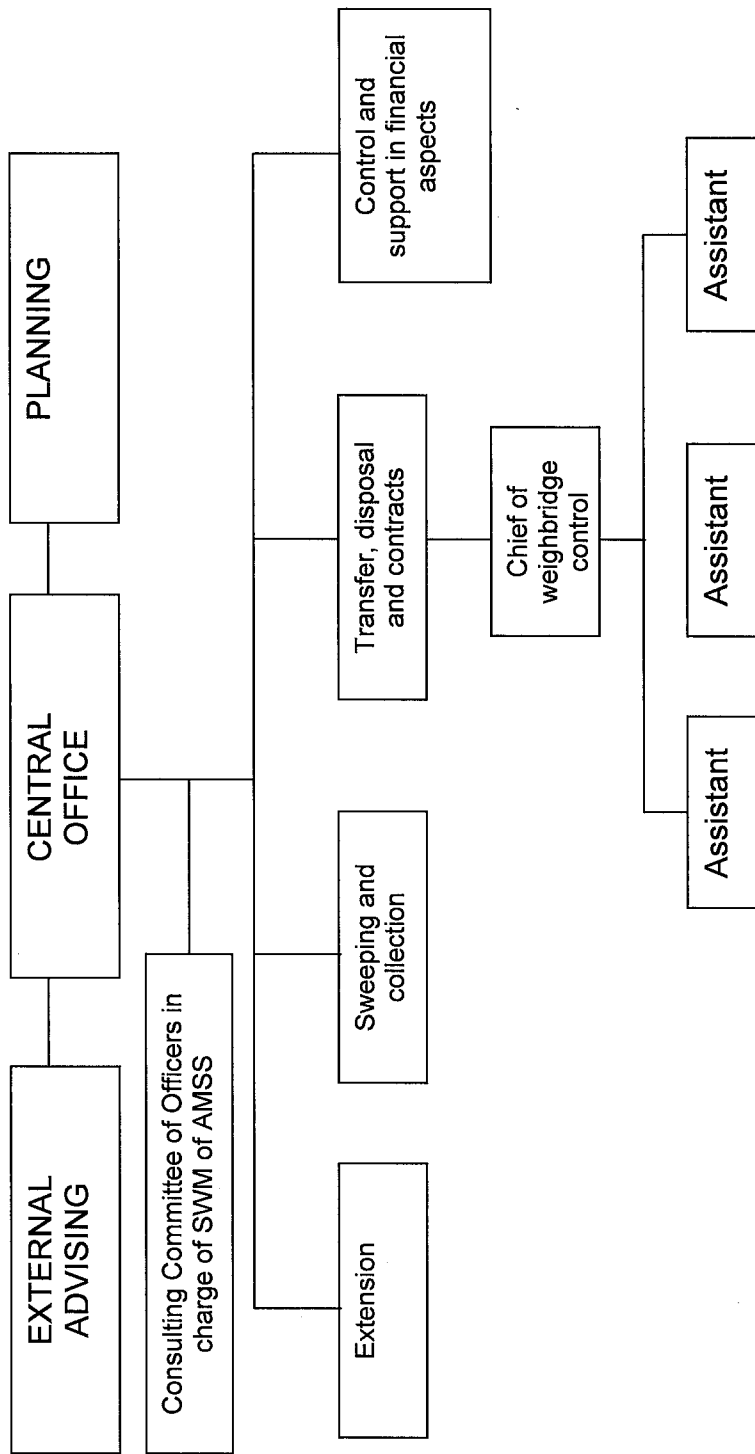 EXTERNAL
ADVISING
CENTRAL
OFFICE
PLANNING
Consulting Committee of Officers in
charge of SWM of AMSS
Extension
Sweeping and
collection
Transfer, disposal
and contracts
Control and
support in financial
aspects
Chief of
weighbridge
control
Assistant
Assistant
Assistant